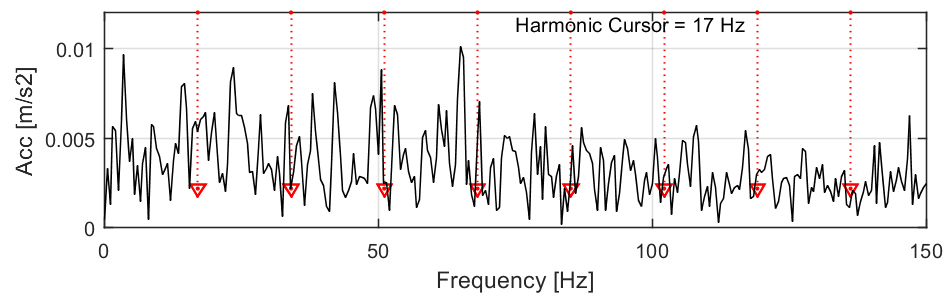 Harmonic Cursor = 17 Hz
0.01
0.005
0
Acc [m/s2]
0 50 100 150
Frequency [Hz]